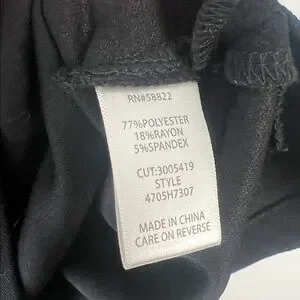 RN#58822
77%POLYESTER
18%RAYON
5%SPANDEX
CUT:3005419
STYLE
4705H7307
MADE IN CHINA
CARE ON REVERSE